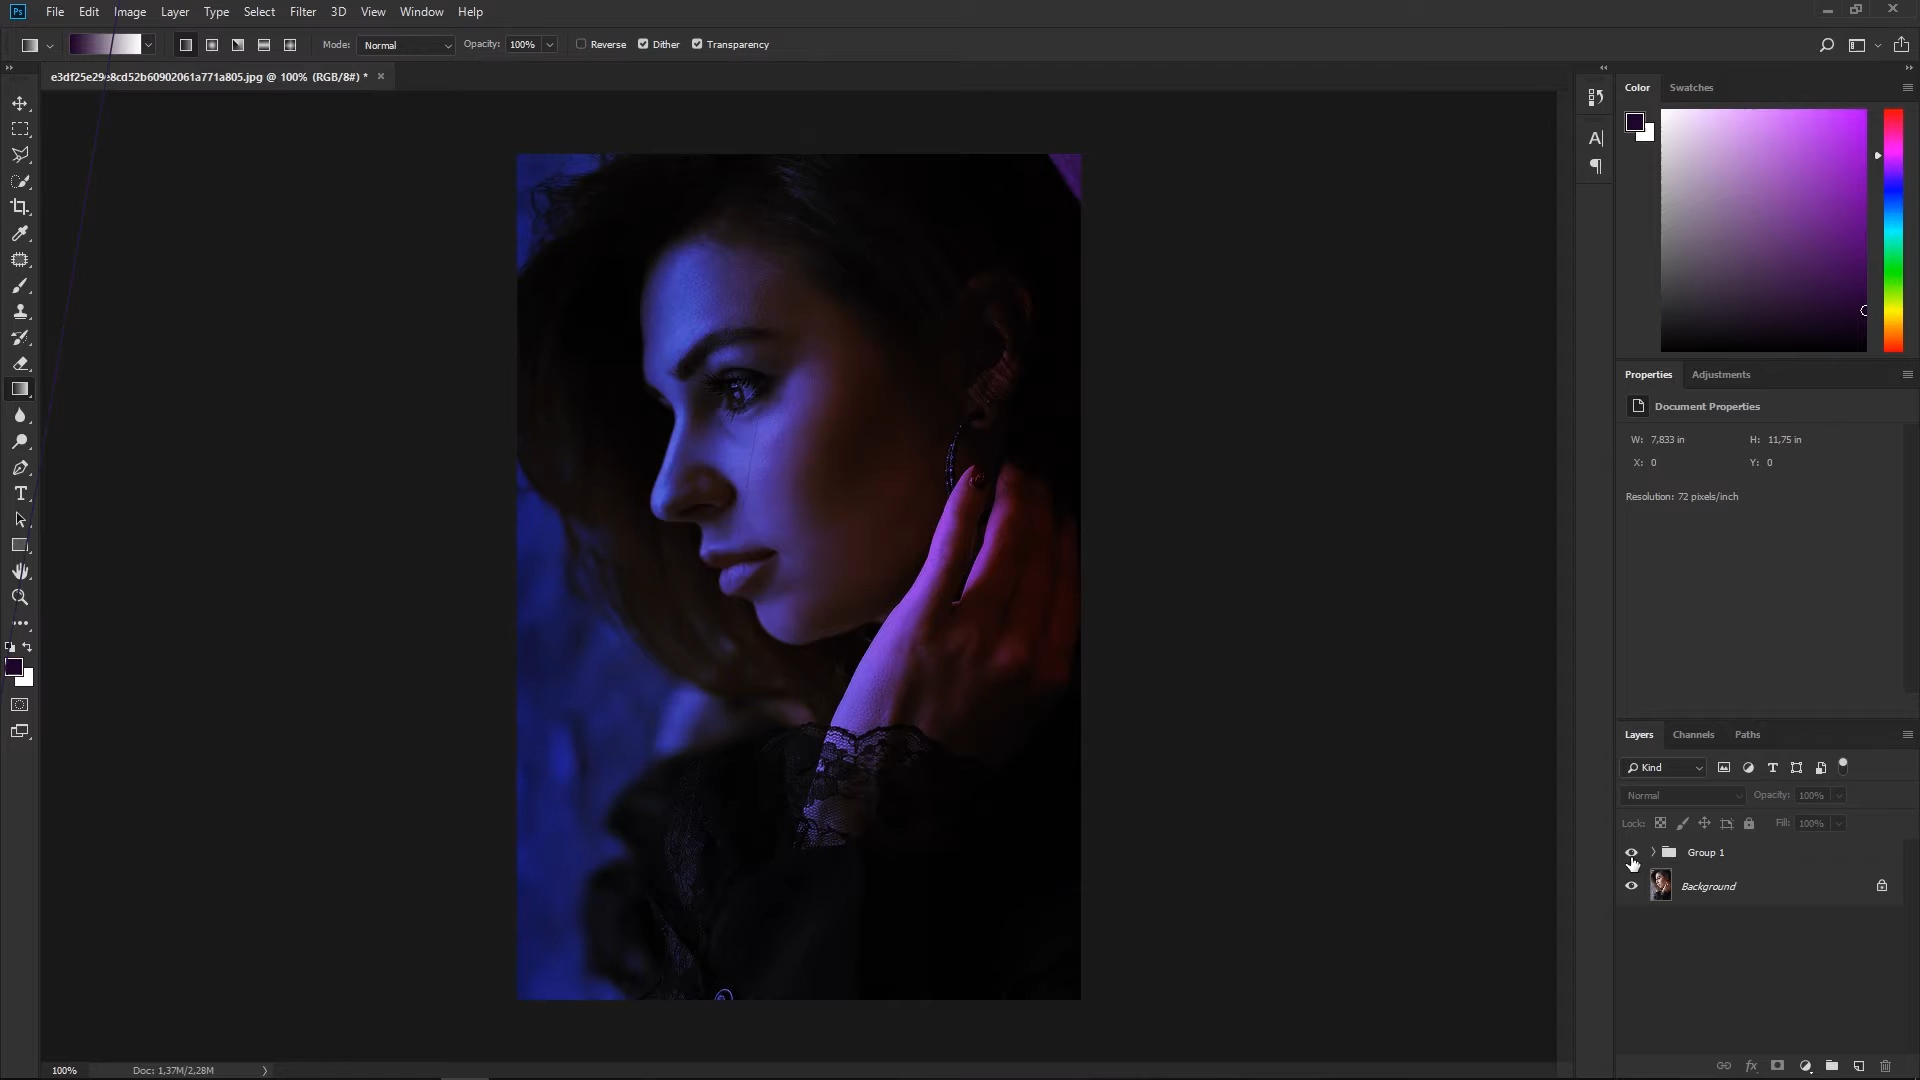 Ps File Edit Image Layer Type Select Filter 3D View Window Help
Mode: Normal Opacity: 100% Reverse Dither Transparency
e3df25e29e8cd52b60902061a771a805.jpg @ 100% (RGB/8#) * ×
Color Swatches
Properties Adjustments
Document Properties
W: 7,833 in H: 11,75 in
X: 0 Y: 0
Resolution: 72 pixels/inch
Layers Channels Paths
Kind
Normal Opacity: 100%
Lock: Fill: 100%
Group 1
Background
100% Doc: 1,37M/2,28M